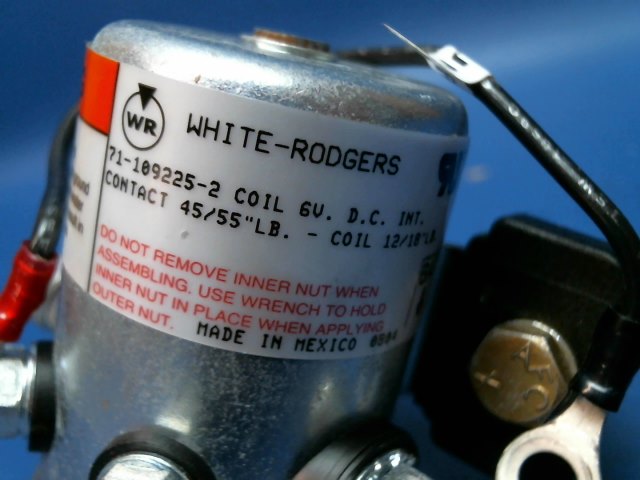 WR
WHITE-RODGERS
71-109225-2 COIL 6V. D.C. INT.
CONTACT 45/55"LB. - COIL 12/18"LB.
DO NOT REMOVE INNER NUT WHEN
ASSEMBLING. USE WRENCH TO HOLD
INNER NUT IN PLACE WHEN APPLYING
OUTER NUT. MADE IN MEXICO 0804